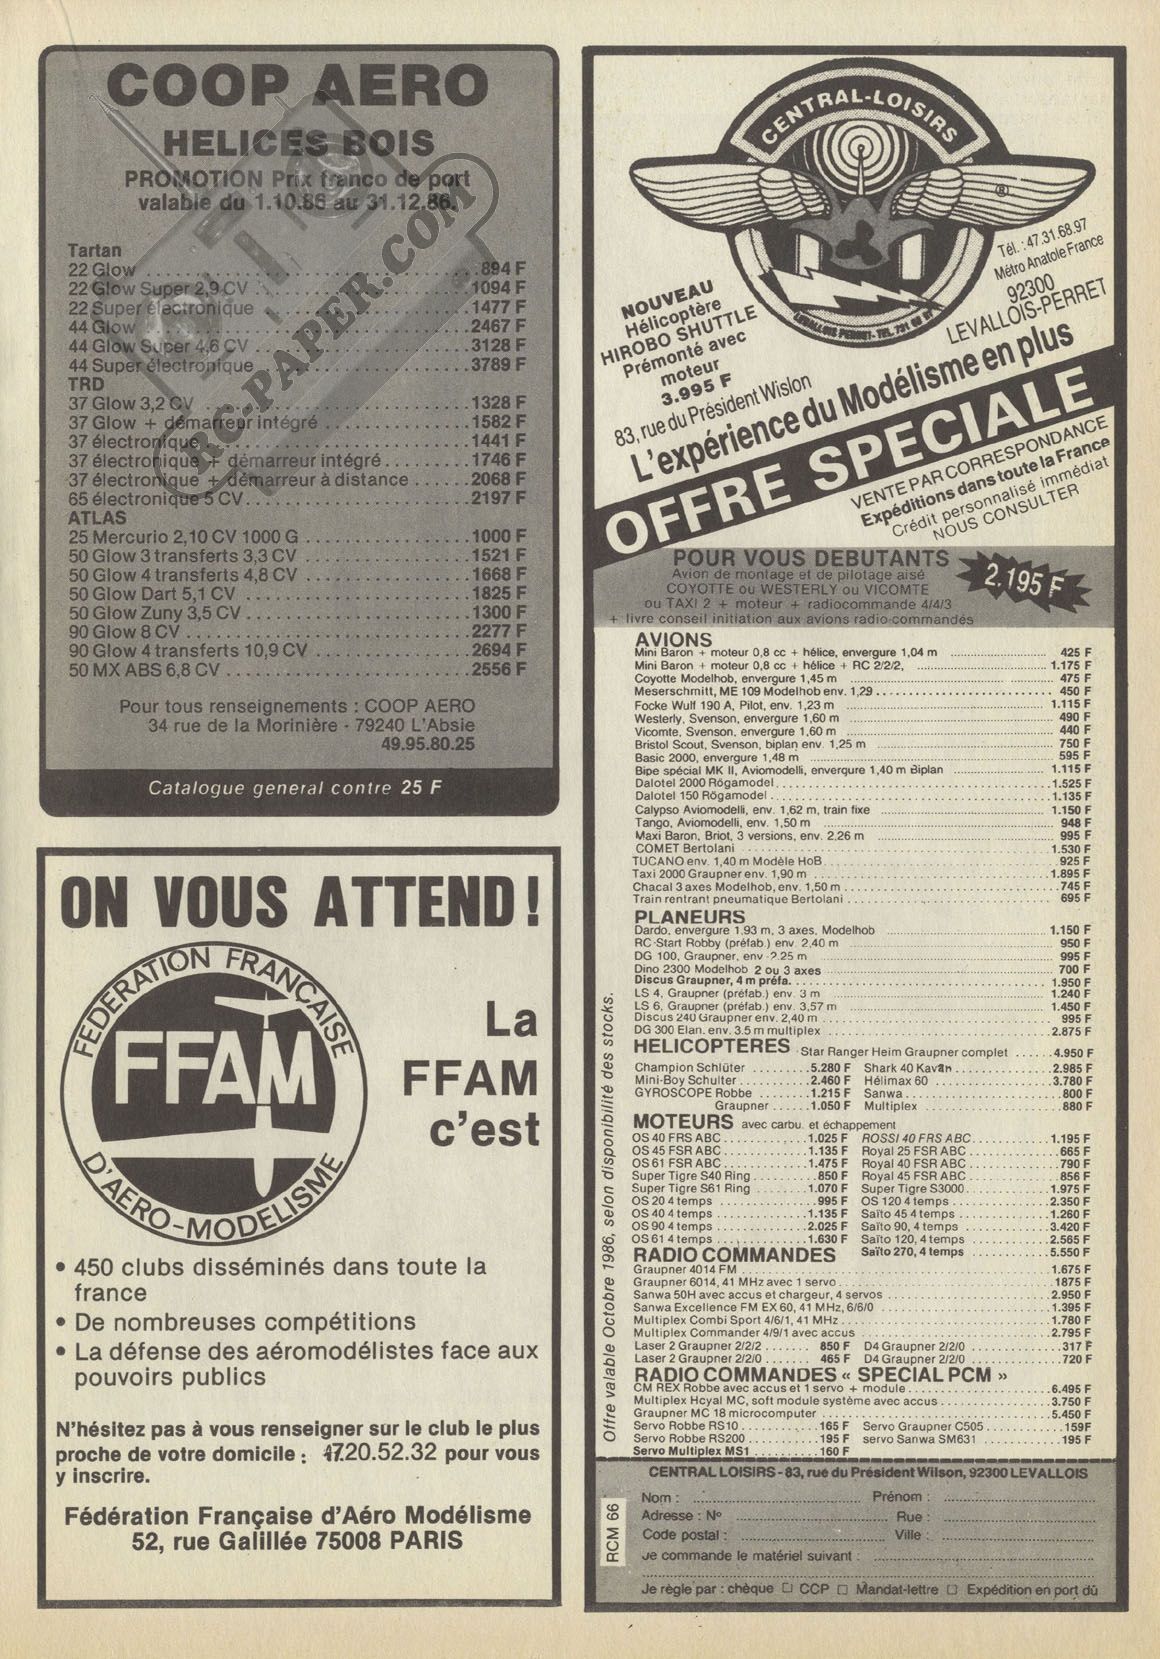 COOP AERO
HELICES BOIS
PROMOTION Prix franco de port
valable du 1.10.86 au 31.12.86.
Tartan
22 Glow 894 F
22 Glow Super 2,9 CV 1094 F
22 Super électronique 1477 F
44 Glow 2467 F
44 Glow Super 4,6 CV 3128 F
44 Super électronique 3789 F
TRD
37 Glow 3,2 CV 1328 F
37 Glow + démarreur intégré 1582 F
37 électronique 1441 F
37 électronique + démarreur intégré 1746 F
37 électronique + démarreur à distance 2068 F
65 électronique 5 CV 2197 F
ATLAS
25 Mercurio 2,10 CV 1000 G 1000 F
50 Glow 3 transferts 3,3 CV 1521 F
50 Glow 4 transferts 4,8 CV 1668 F
50 Glow Dart 5,1 CV 1825 F
50 Glow Zuny 3,5 CV 1300 F
90 Glow 8 CV 2277 F
90 Glow 4 transferts 10,9 CV 2694 F
50 MX ABS 6,8 CV 2556 F
Pour tous renseignements : COOP AERO
34 rue de la Morinière - 79240 L'Absie
49.95.80.25
Catalogue general contre 25 F
RC-PAPER.COM
ON VOUS ATTEND !
FEDERATION FRANÇAISE
FFAM
D'AERO-MODELISME
La
FFAM
c'est
• 450 clubs disséminés dans toute la
france
• De nombreuses compétitions
• La défense des aéromodélistes face aux
pouvoirs publics
N'hésitez pas à vous renseigner sur le club le plus
proche de votre domicile : 47.20.52.32 pour vous
y inscrire.
Fédération Française d'Aéro Modélisme
52, rue Galillée 75008 PARIS
CENTRAL-LOISIRS
®
LEVALLOIS PERRET - TEL.
Tél. : 47.31.68.97
Métro Anatole France
92300
LEVALLOIS-PERRET
NOUVEAU
Hélicoptère
HIROBO SHUTTLE
Prémonté avec
moteur
3.995 F
83, rue du Président Wislon
L'expérience du Modélisme en plus
OFFRE SPECIALE
VENTE PAR CORRESPONDANCE
Expéditions dans toute la France
Crédit personnalisé immédiat
NOUS CONSULTER
POUR VOUS DEBUTANTS
Avion de montage et de pilotage aisé
COYOTTE ou WESTERLY ou VICOMTE
ou TAXI 2 + moteur + radiocommande 4/4/3
+ livre conseil initiation aux avions radio-commandés
2.195 F
AVIONS
Mini Baron + moteur 0,8 cc + hélice, envergure 1,04 m 425 F
Mini Baron + moteur 0,8 cc + hélice + RC 2/2/2, 1.175 F
Coyotte Modelhob, envergure 1,45 m 475 F
Meserschmitt, ME 109 Modelhob env. 1,29 450 F
Focke Wulf 190 A, Pilot, env. 1,23 m 1.115 F
Westerly, Svenson, envergure 1,60 m 490 F
Vicomte, Svenson, envergure 1,60 m 440 F
Bristol Scout, Svenson, biplan env. 1,25 m 750 F
Basic 2000, envergure 1,48 m 595 F
Bipe spécial MK II, Aviomodelli, envergure 1,40 m Biplan 1.115 F
Dalotel 2000 Rögamodel 1.525 F
Dalotel 150 Rögamodel 1.135 F
Calypso Aviomodelli, env. 1,62 m, train fixe 1.150 F
Tango, Aviomodelli, env. 1,50 m 948 F
Maxi Baron, Briot, 3 versions, env. 2,26 m 995 F
COMET Bertolani 1.530 F
TUCANO env. 1,40 m Modèle HoB 925 F
Taxi 2000 Graupner env. 1,90 m 1.895 F
Chacal 3 axes Modelhob, env. 1,50 m 745 F
Train rentrant pneumatique Bertolani 695 F
PLANEURS
Dardo, envergure 1,93 m, 3 axes, Modelhob 1.150 F
RC-Start Robby (préfab.) env. 2,40 m 950 F
DG 100, Graupner, env. 2,25 m 995 F
Dino 2300 Modelhob 2 ou 3 axes 700 F
Discus Graupner, 4 m préfa. 1.950 F
LS 4, Graupner (préfab.) env. 3 m 1.240 F
LS 6, Graupner (préfab.) env. 3,57 m 1.450 F
Discus 240 Graupner env. 2,40 m 995 F
DG 300 Elan. env. 3.5 m multiplex 2.875 F
HELICOPTERES Star Ranger Heim Graupner complet 4.950 F
Champion Schlüter 5.280 F Shark 40 Kavan 2.985 F
Mini-Boy Schulter 2.460 F Hélimax 60 3.780 F
GYROSCOPE Robbe 1.215 F Sanwa 800 F
Graupner 1.050 F Multiplex 880 F
MOTEURS avec carbu. et échappement
OS 40 FRS ABC 1.025 F ROSSI 40 FRS ABC 1.195 F
OS 45 FSR ABC 1.135 F Royal 25 FSR ABC 665 F
OS 61 FSR ABC 1.475 F Royal 40 FSR ABC 790 F
Super Tigre S40 Ring 850 F Royal 45 FSR ABC 856 F
Super Tigre S61 Ring 1.070 F Super Tigre S3000 1.975 F
OS 20 4 temps 995 F OS 120 4 temps 2.350 F
OS 40 4 temps 1.135 F Saïto 45 4 temps 1.260 F
OS 90 4 temps 2.025 F Saïto 90, 4 temps 3.420 F
OS 61 4 temps 1.630 F Saïto 120, 4 temps 2.565 F
RADIO COMMANDES Saïto 270, 4 temps 5.550 F
Graupner 4014 FM 1.675 F
Graupner 6014, 41 MHz avec 1 servo 1875 F
Sanwa 50H avec accus et chargeur, 4 servos 2.950 F
Sanwa Excellence FM EX 60, 41 MHz, 6/6/0 1.395 F
Multiplex Combi Sport 4/6/1, 41 MHz 1.780 F
Multiplex Commander 4/9/1 avec accus 2.795 F
Laser 2 Graupner 2/2/2 850 F D4 Graupner 2/2/0 317 F
Laser 2 Graupner 2/2/0 465 F D4 Graupner 2/2/0 720 F
RADIO COMMANDES « SPECIAL PCM »
CM REX Robbe avec accus et 1 servo + module 6.495 F
Multiplex Hcyal MC, soft module système avec accus 3.750 F
Graupner MC 18 microcomputer 5.450 F
Servo Robbe RS10 165 F Servo Graupner C505 159F
Servo Robbe RS200 195 F servo Sanwa SM631 195 F
Servo Multiplex MS1 160 F
Offre valable Octobre 1986, selon disponibilité des stocks.
CENTRAL LOISIRS - 83, rue du Président Wilson, 92300 LEVALLOIS
RCM 66
Nom : Prénom :
Adresse : N° Rue :
Code postal : Ville :
Je commande le matériel suivant :
Je règle par : chèque □ CCP □ Mandat-lettre □ Expédition en port dû